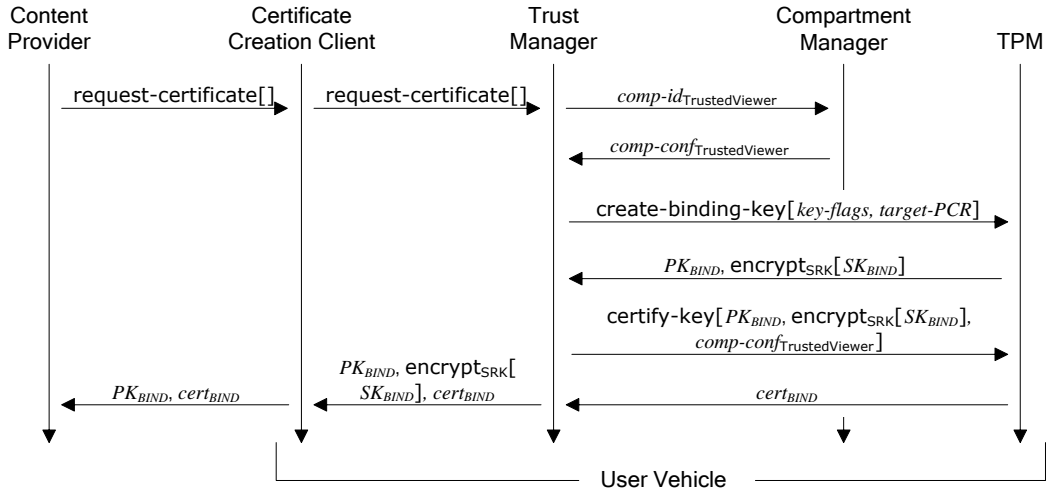 Content Provider
Certificate Creation Client
Trust Manager
Compartment Manager
TPM
request-certificate[]
request-certificate[]
comp-idTrustedViewer
comp-confTrustedViewer
create-binding-key[key-flags, target-PCR]
PKBIND, encryptSRK[SKBIND]
certify-key[PKBIND, encryptSRK[SKBIND],
comp-confTrustedViewer]
PKBIND, encryptSRK[
SKBIND], certBIND
PKBIND, certBIND
certBIND
User Vehicle